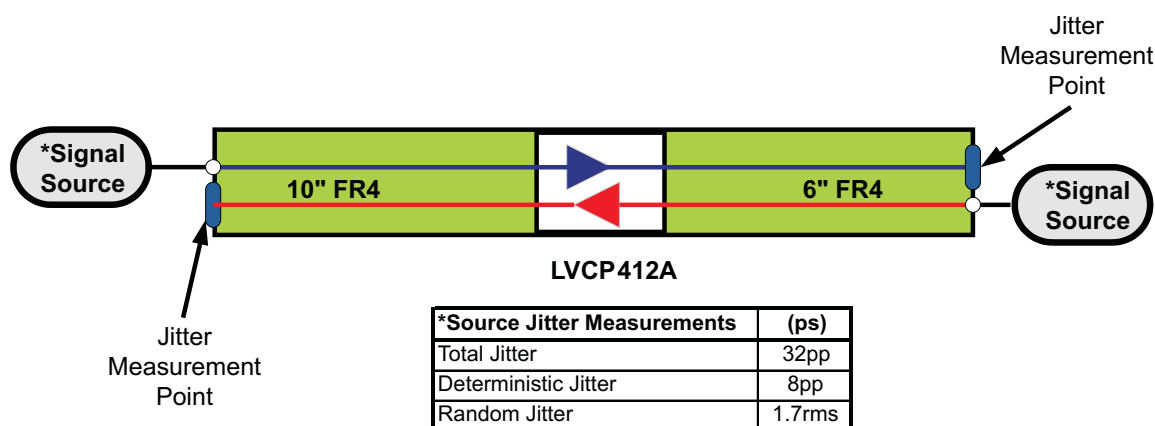 Jitter
Measurement
Point
*Signal
Source
10" FR4
6" FR4
*Signal
Source
LVCP412A
Jitter
Measurement
Point
*Source Jitter Measurements (ps)
Total Jitter 32pp
Deterministic Jitter 8pp
Random Jitter 1.7rms